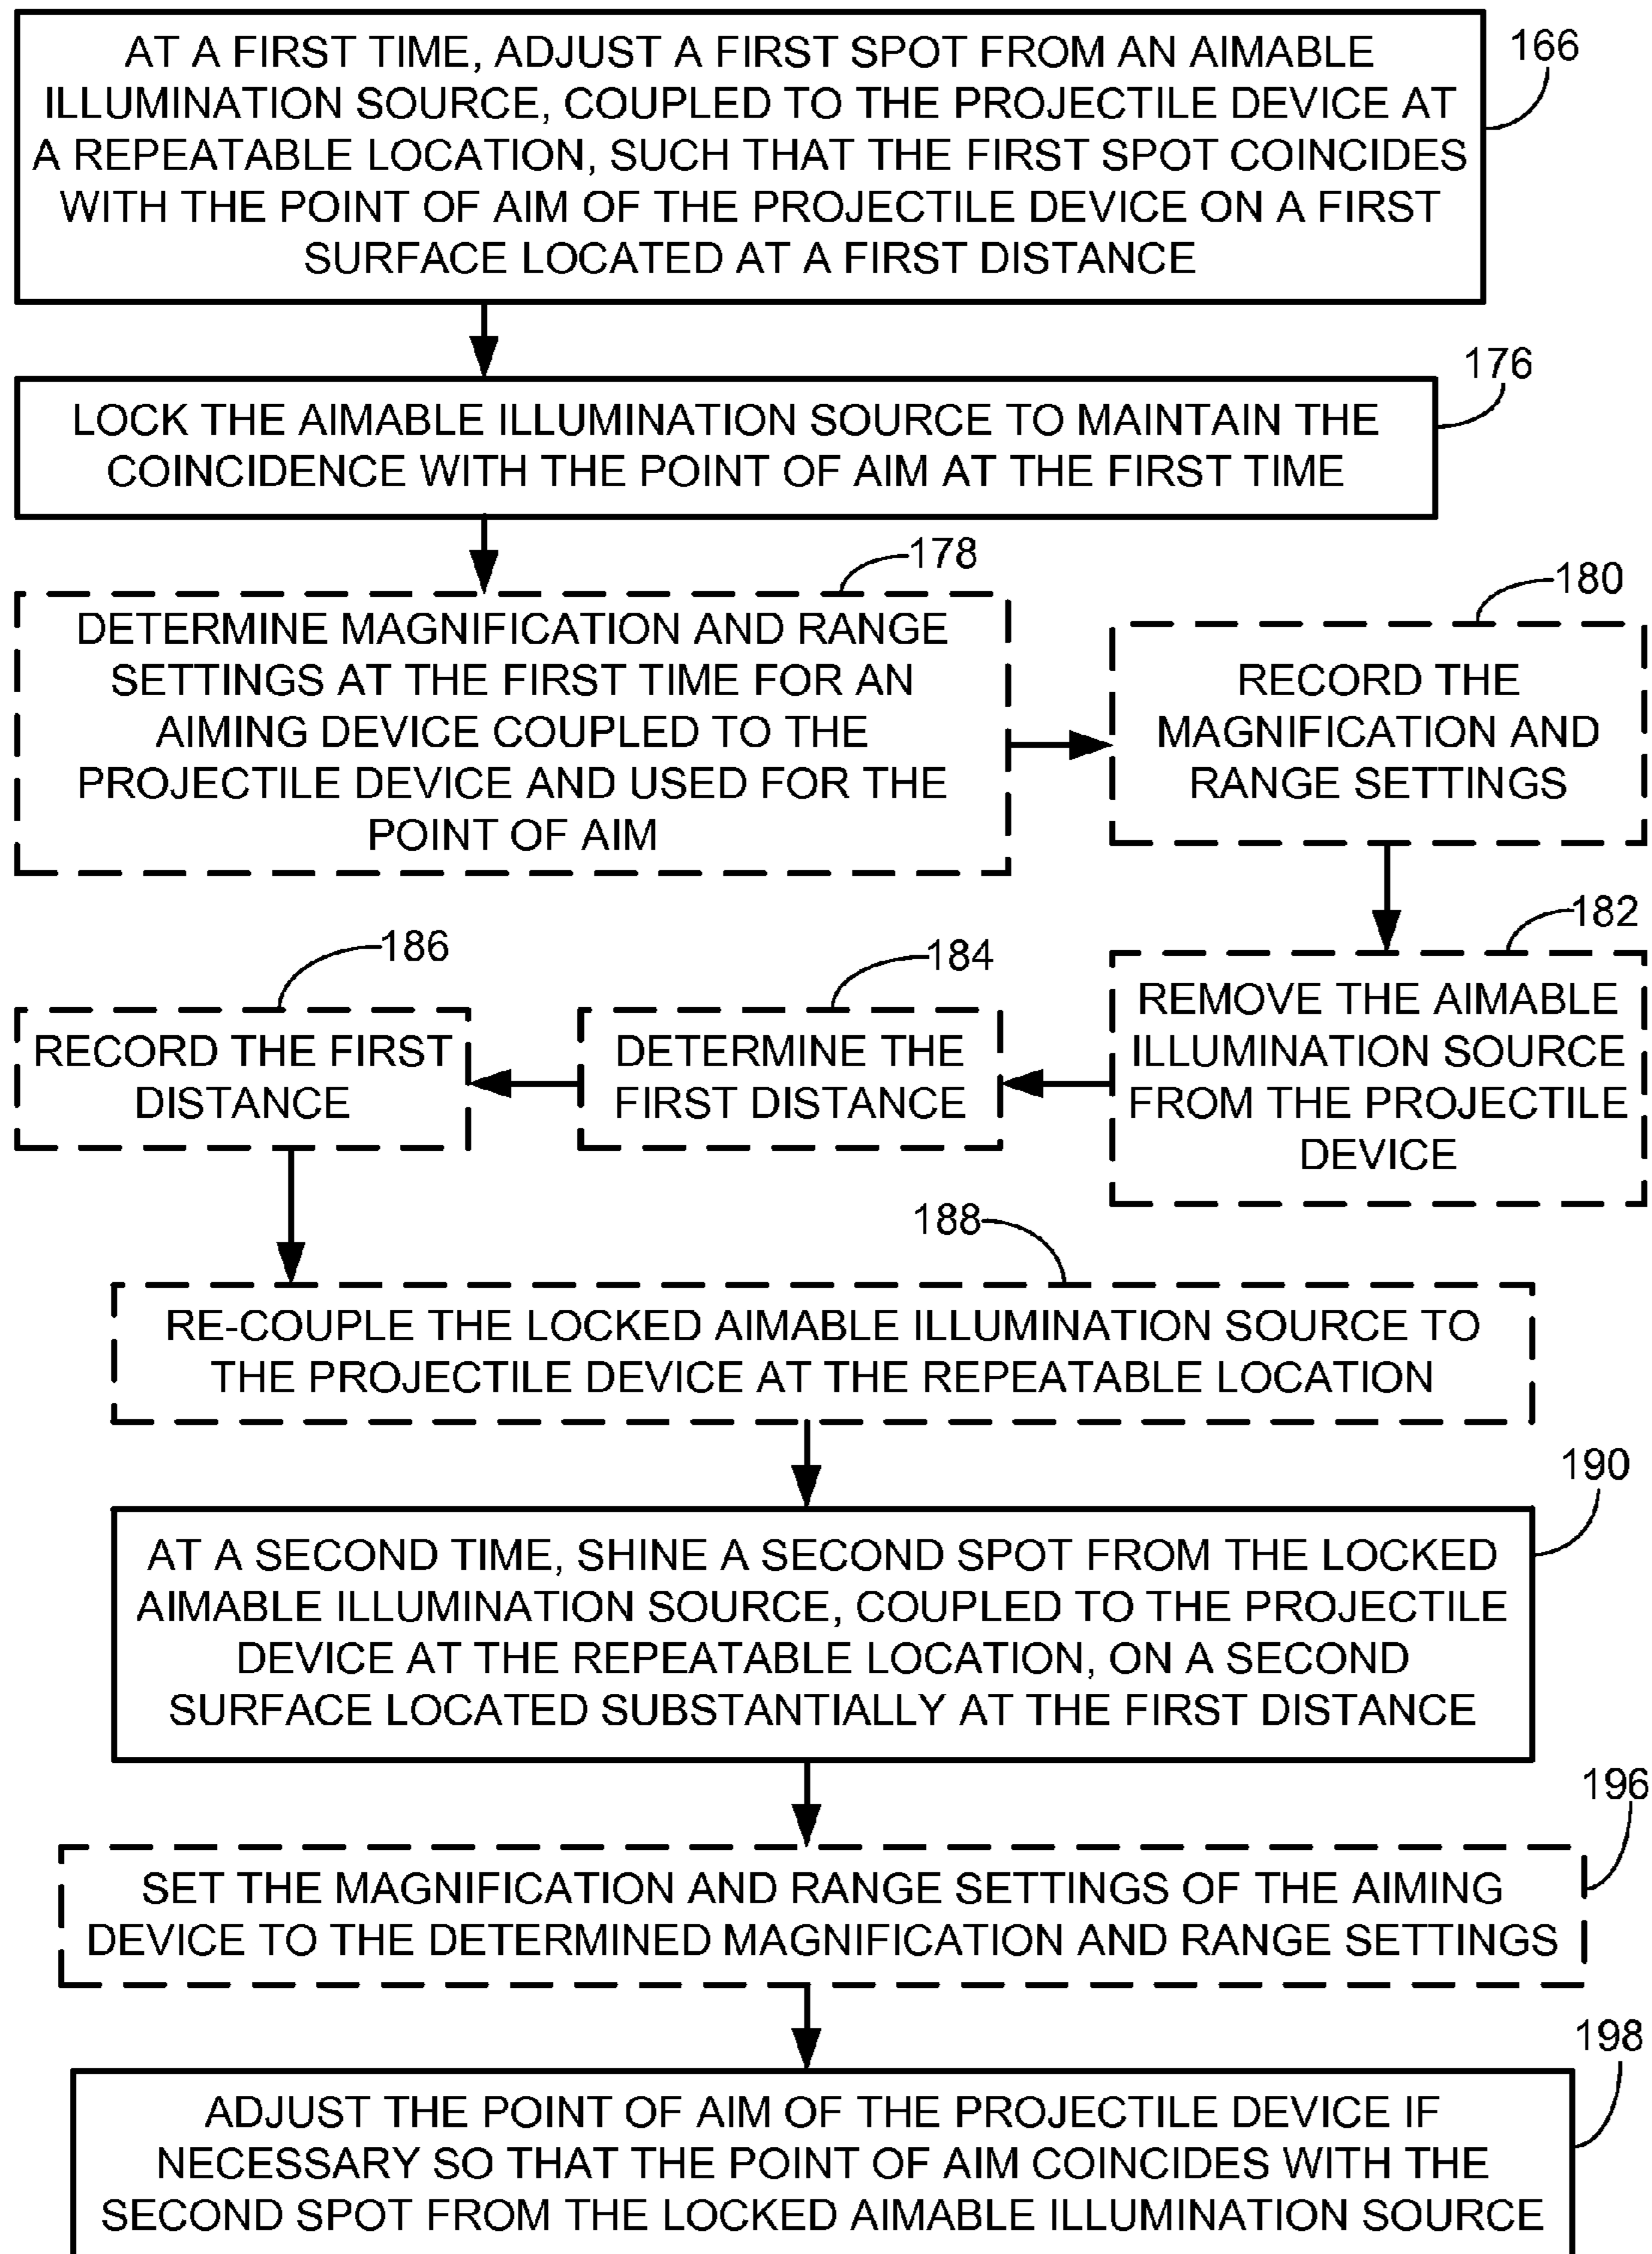 AT A FIRST TIME, ADJUST A FIRST SPOT FROM AN AIMABLE
ILLUMINATION SOURCE, COUPLED TO THE PROJECTILE DEVICE AT
A REPEATABLE LOCATION, SUCH THAT THE FIRST SPOT COINCIDES
WITH THE POINT OF AIM OF THE PROJECTILE DEVICE ON A FIRST
SURFACE LOCATED AT A FIRST DISTANCE
166
LOCK THE AIMABLE ILLUMINATION SOURCE TO MAINTAIN THE
COINCIDENCE WITH THE POINT OF AIM AT THE FIRST TIME
176
DETERMINE MAGNIFICATION AND RANGE
SETTINGS AT THE FIRST TIME FOR AN
AIMING DEVICE COUPLED TO THE
PROJECTILE DEVICE AND USED FOR THE
POINT OF AIM
178
RECORD THE
MAGNIFICATION AND
RANGE SETTINGS
180
REMOVE THE AIMABLE
ILLUMINATION SOURCE
FROM THE PROJECTILE
DEVICE
182
DETERMINE THE
FIRST DISTANCE
184
RECORD THE FIRST
DISTANCE
186
RE-COUPLE THE LOCKED AIMABLE ILLUMINATION SOURCE TO
THE PROJECTILE DEVICE AT THE REPEATABLE LOCATION
188
AT A SECOND TIME, SHINE A SECOND SPOT FROM THE LOCKED
AIMABLE ILLUMINATION SOURCE, COUPLED TO THE PROJECTILE
DEVICE AT THE REPEATABLE LOCATION, ON A SECOND
SURFACE LOCATED SUBSTANTIALLY AT THE FIRST DISTANCE
190
SET THE MAGNIFICATION AND RANGE SETTINGS OF THE AIMING
DEVICE TO THE DETERMINED MAGNIFICATION AND RANGE SETTINGS
196
ADJUST THE POINT OF AIM OF THE PROJECTILE DEVICE IF
NECESSARY SO THAT THE POINT OF AIM COINCIDES WITH THE
SECOND SPOT FROM THE LOCKED AIMABLE ILLUMINATION SOURCE
198